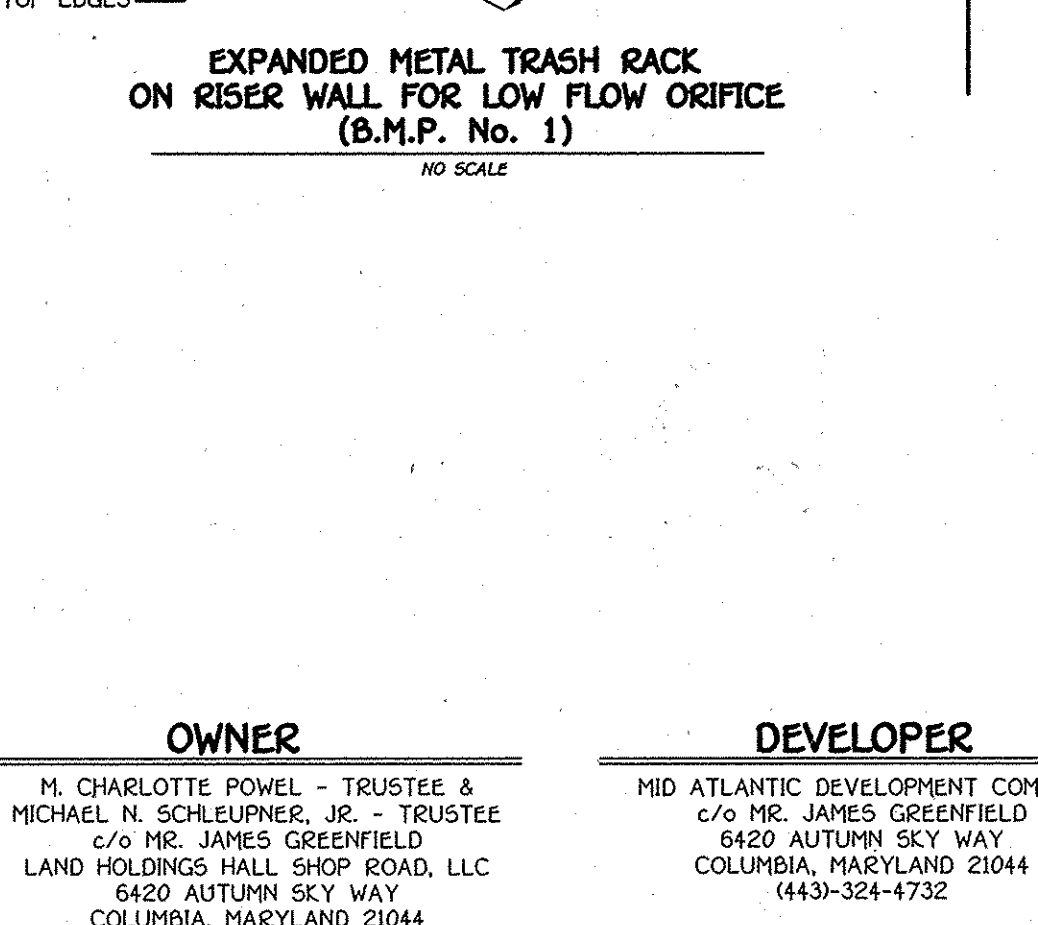 TOP EDGES
EXPANDED METAL TRASH RACK
ON RISER WALL FOR LOW FLOW ORIFICE
(B.M.P. No. 1)
NO SCALE
OWNER
M. CHARLOTTE POWEL - TRUSTEE &
MICHAEL N. SCHLEUPNER, JR. - TRUSTEE
c/o MR. JAMES GREENFIELD
LAND HOLDINGS HALL SHOP ROAD, LLC
6420 AUTUMN SKY WAY
COLUMBIA, MARYLAND 21044
DEVELOPER
MID ATLANTIC DEVELOPMENT COM
c/o MR. JAMES GREENFIELD
6420 AUTUMN SKY WAY
COLUMBIA, MARYLAND 21044
(443)-324-4732